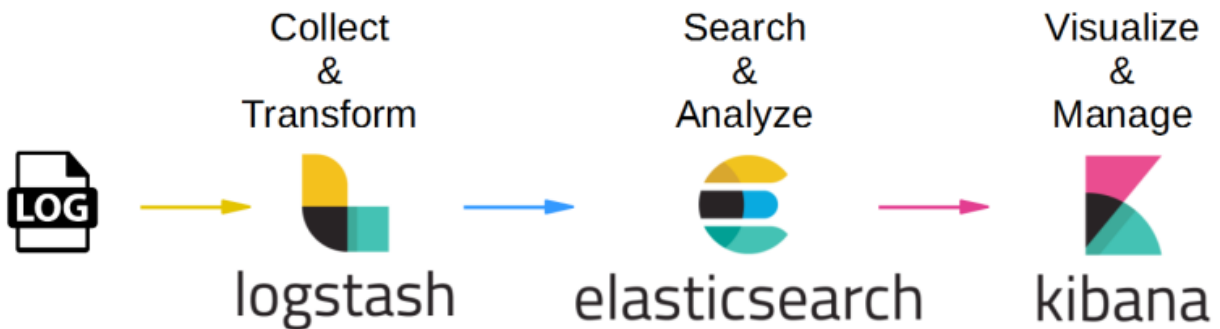 Collect
&
Transform
Search
&
Analyze
Visualize
&
Manage
LOG
logstash
elasticsearch
kibana